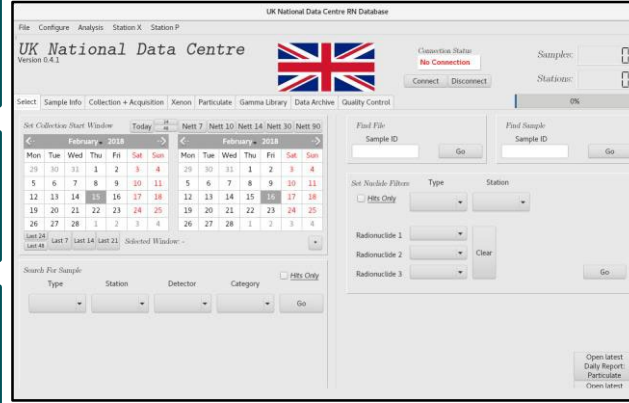 UK National Data Centre RN Database
File Configure Analysis Station X Station P
UK National Data Centre
Version 0.4.1
Connection Status
No Connection
Connect Disconnect
Samples:
Stations:
Select Sample Info Collection + Acquisition Xenon Particulate Gamma Library Data Archive Quality Control
0%
Set Collection Start Window Today 24 48 Nett 7 Nett 10 Nett 14 Nett 30 Nett 90
February 2018 February 2018
Mon Tue Wed Thu Fri Sat Sun Mon Tue Wed Thu Fri Sat Sun
29 30 31 1 2 3 4 29 30 31 1 2 3 4
5 6 7 8 9 10 11 5 6 7 8 9 10 11
12 13 14 15 16 17 18 12 13 14 15 16 17 18
19 20 21 22 23 24 25 19 20 21 22 23 24 25
26 27 28 1 2 3 4 26 27 28 1 2 3 4
Last 24
Last 48
Last 7 Last 14 Last 21 Selected Window: -
Search For Sample
Hits Only
Type Station Detector Category
Go
Find File
Sample ID
Go
Find Sample
Sample ID
Go
Set Nuclide Filters Type Station
Hits Only
Radionuclide 1
Radionuclide 2
Radionuclide 3
Clear
Go
Open latest
Daily Report:
Particulate
Open latest